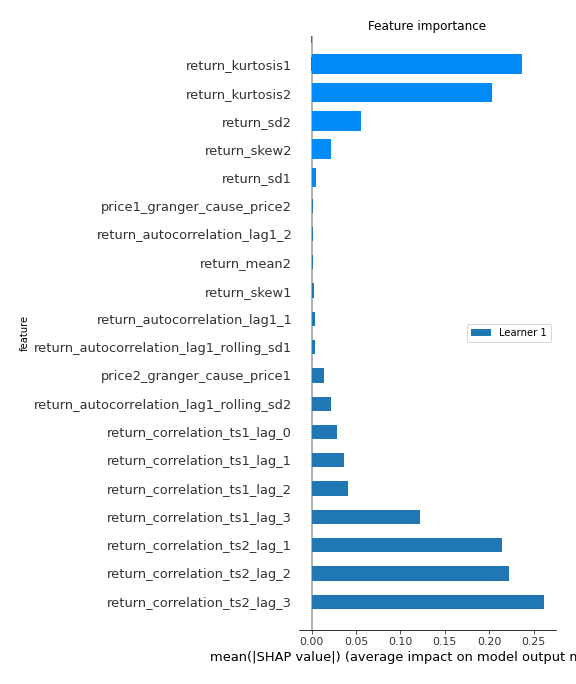 Feature importance
return_kurtosis1
return_kurtosis2
return_sd2
return_skew2
return_sd1
price1_granger_cause_price2
return_autocorrelation_lag1_2
return_mean2
return_skew1
return_autocorrelation_lag1_1
return_autocorrelation_lag1_rolling_sd1
price2_granger_cause_price1
return_autocorrelation_lag1_rolling_sd2
return_correlation_ts1_lag_0
return_correlation_ts1_lag_1
return_correlation_ts1_lag_2
return_correlation_ts1_lag_3
return_correlation_ts2_lag_1
return_correlation_ts2_lag_2
return_correlation_ts2_lag_3
feature
Learner 1
0.00 0.05 0.10 0.15 0.20 0.25
mean(|SHAP value|) (average impact on model output